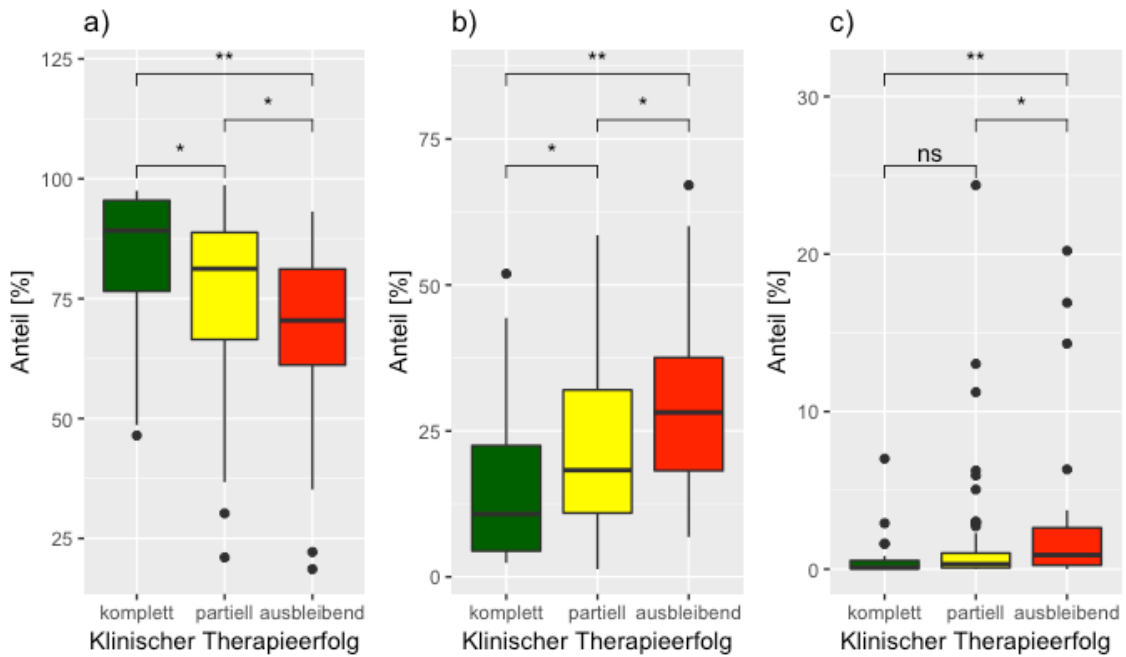 a)
125
100
75
50
25
Anteil [%]
**
*
*
komplett partiell ausbleibend
Klinischer Therapieerfolg
b)
75
50
25
0
Anteil [%]
**
*
*
komplett partiell ausbleibend
Klinischer Therapieerfolg
c)
30
20
10
0
Anteil [%]
**
*
ns
komplett partiell ausbleibend
Klinischer Therapieerfolg